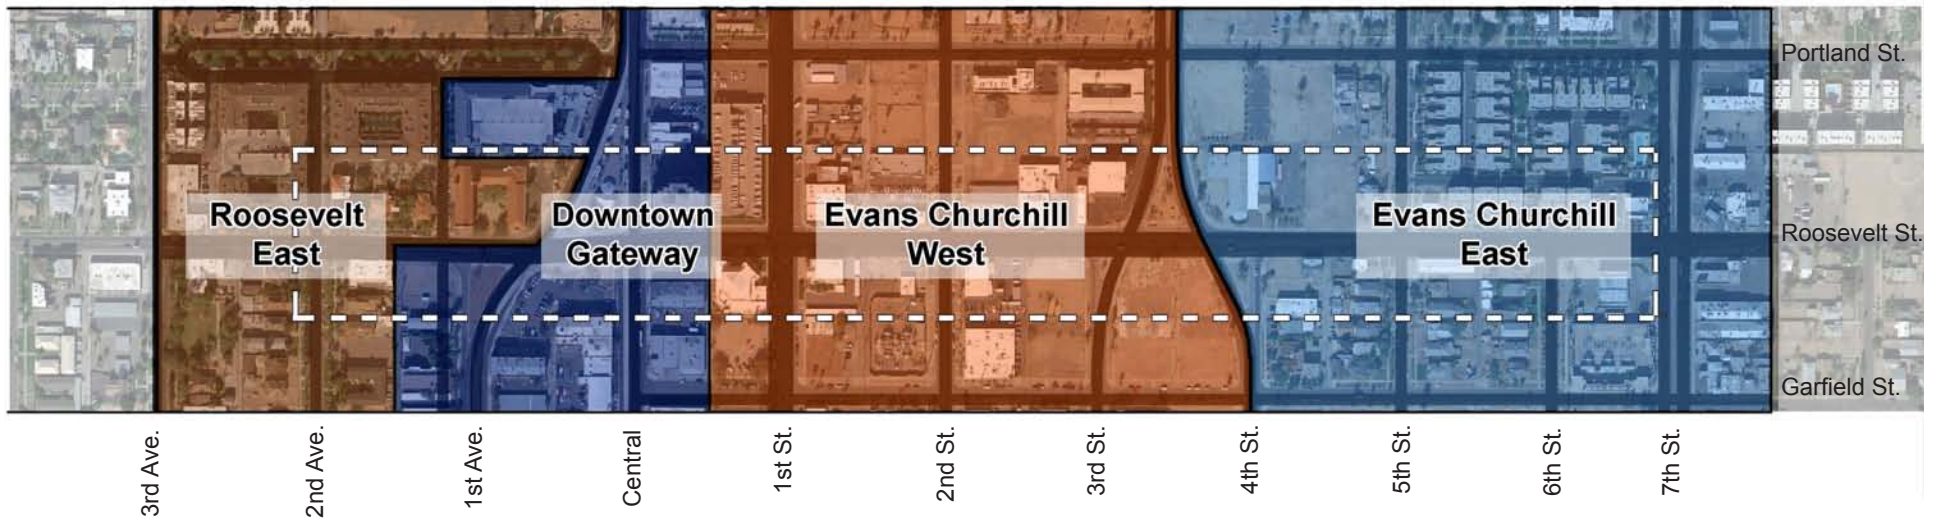 Portland St.
Roosevelt
East
Downtown
Gateway
Evans Churchill
West
Evans Churchill
East
Roosevelt St.
Garfield St.
3rd Ave.
2nd Ave.
1st Ave.
Central
1st St.
2nd St.
3rd St.
4th St.
5th St.
6th St.
7th St.